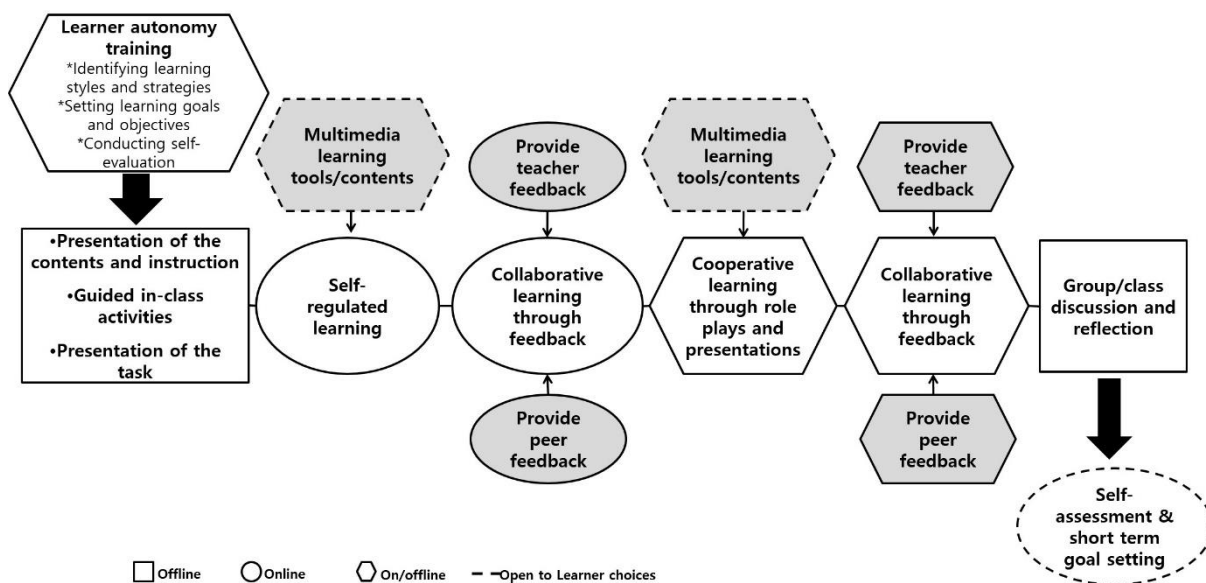 Learner autonomy
training
*Identifying learning
styles and strategies
*Setting learning goals
and objectives
*Conducting self-
evaluation
Multimedia
learning
tools/contents
Provide
teacher
feedback
Multimedia
learning
tools/contents
Provide
teacher
feedback
•Presentation of the
contents and instruction
•Guided in-class
activities
•Presentation of the
task
Self-
regulated
learning
Collaborative
learning
through
feedback
Cooperative
learning
through role
plays and
presentations
Collaborative
learning
through
feedback
Group/class
discussion and
reflection
Provide
peer
feedback
Provide
peer
feedback
Self-
assessment &
short term
goal setting
Offline
Online
On/offline
Open to Learner choices